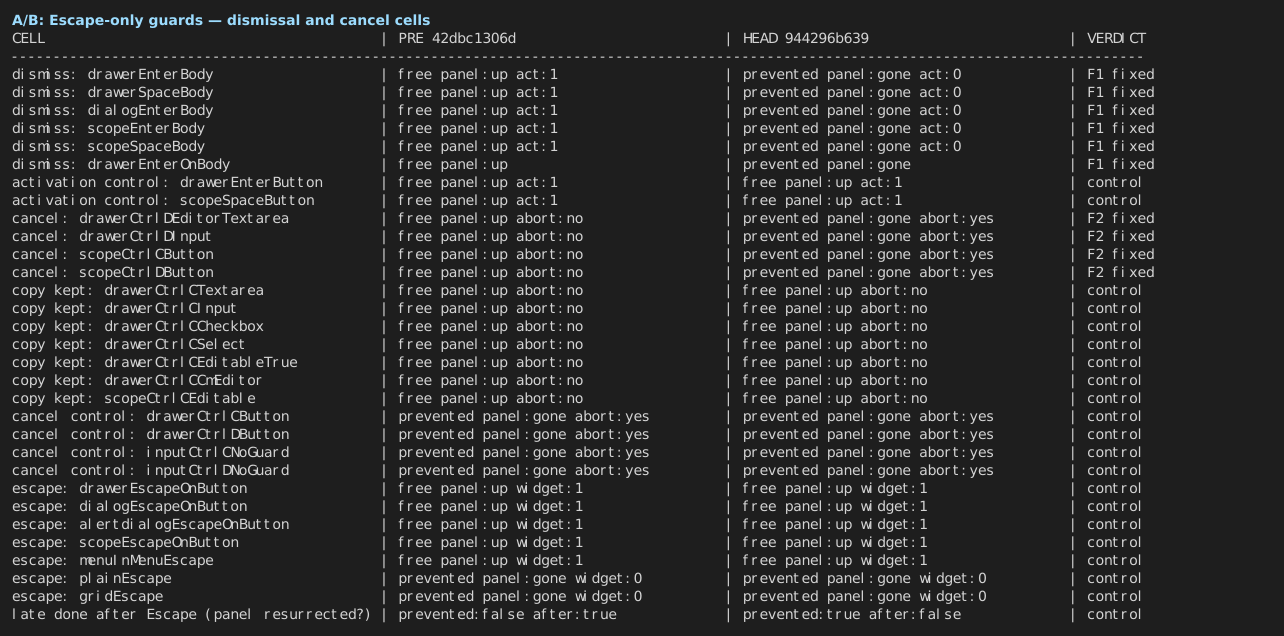 A/B: Escape-only guards — dismissal and cancel cells
CELL | PRE 42dbc1306d | HEAD 944296b639 | VERDICT
--------------------------------------------------------------------------------------------------------------------------------------------
dismiss: drawerEnterBody | free panel:up act:1 | prevented panel:gone act:0 | F1 fixed
dismiss: drawerSpaceBody | free panel:up act:1 | prevented panel:gone act:0 | F1 fixed
dismiss: dialogEnterBody | free panel:up act:1 | prevented panel:gone act:0 | F1 fixed
dismiss: scopeEnterBody | free panel:up act:1 | prevented panel:gone act:0 | F1 fixed
dismiss: scopeSpaceBody | free panel:up act:1 | prevented panel:gone act:0 | F1 fixed
dismiss: drawerEnterOnBody | free panel:up | prevented panel:gone | F1 fixed
activation control: drawerEnterButton | free panel:up act:1 | free panel:up act:1 | control
activation control: scopeSpaceButton | free panel:up act:1 | free panel:up act:1 | control
cancel: drawerCtrlDEditorTextarea | free panel:up abort:no | prevented panel:gone abort:yes | F2 fixed
cancel: drawerCtrlDInput | free panel:up abort:no | prevented panel:gone abort:yes | F2 fixed
cancel: scopeCtrlCButton | free panel:up abort:no | prevented panel:gone abort:yes | F2 fixed
cancel: scopeCtrlDButton | free panel:up abort:no | prevented panel:gone abort:yes | F2 fixed
copy kept: drawerCtrlCTextarea | free panel:up abort:no | free panel:up abort:no | control
copy kept: drawerCtrlCInput | free panel:up abort:no | free panel:up abort:no | control
copy kept: drawerCtrlCCheckbox | free panel:up abort:no | free panel:up abort:no | control
copy kept: drawerCtrlCSelect | free panel:up abort:no | free panel:up abort:no | control
copy kept: drawerCtrlCEditableTrue | free panel:up abort:no | free panel:up abort:no | control
copy kept: drawerCtrlCCmEditor | free panel:up abort:no | free panel:up abort:no | control
copy kept: scopeCtrlCEditable | free panel:up abort:no | free panel:up abort:no | control
cancel control: drawerCtrlCButton | prevented panel:gone abort:yes | prevented panel:gone abort:yes | control
cancel control: drawerCtrlDButton | prevented panel:gone abort:yes | prevented panel:gone abort:yes | control
cancel control: inputCtrlCNoGuard | prevented panel:gone abort:yes | prevented panel:gone abort:yes | control
cancel control: inputCtrlDNoGuard | prevented panel:gone abort:yes | prevented panel:gone abort:yes | control
escape: drawerEscapeOnButton | free panel:up widget:1 | free panel:up widget:1 | control
escape: dialogEscapeOnButton | free panel:up widget:1 | free panel:up widget:1 | control
escape: alertdialogEscapeOnButton | free panel:up widget:1 | free panel:up widget:1 | control
escape: scopeEscapeOnButton | free panel:up widget:1 | free panel:up widget:1 | control
escape: menuInMenuEscape | free panel:up widget:1 | free panel:up widget:1 | control
escape: plainEscape | prevented panel:gone widget:0 | prevented panel:gone widget:0 | control
escape: gridEscape | prevented panel:gone widget:0 | prevented panel:gone widget:0 | control
late done after Escape (panel resurrected?) | prevented:false after:true | prevented:true after:false | control